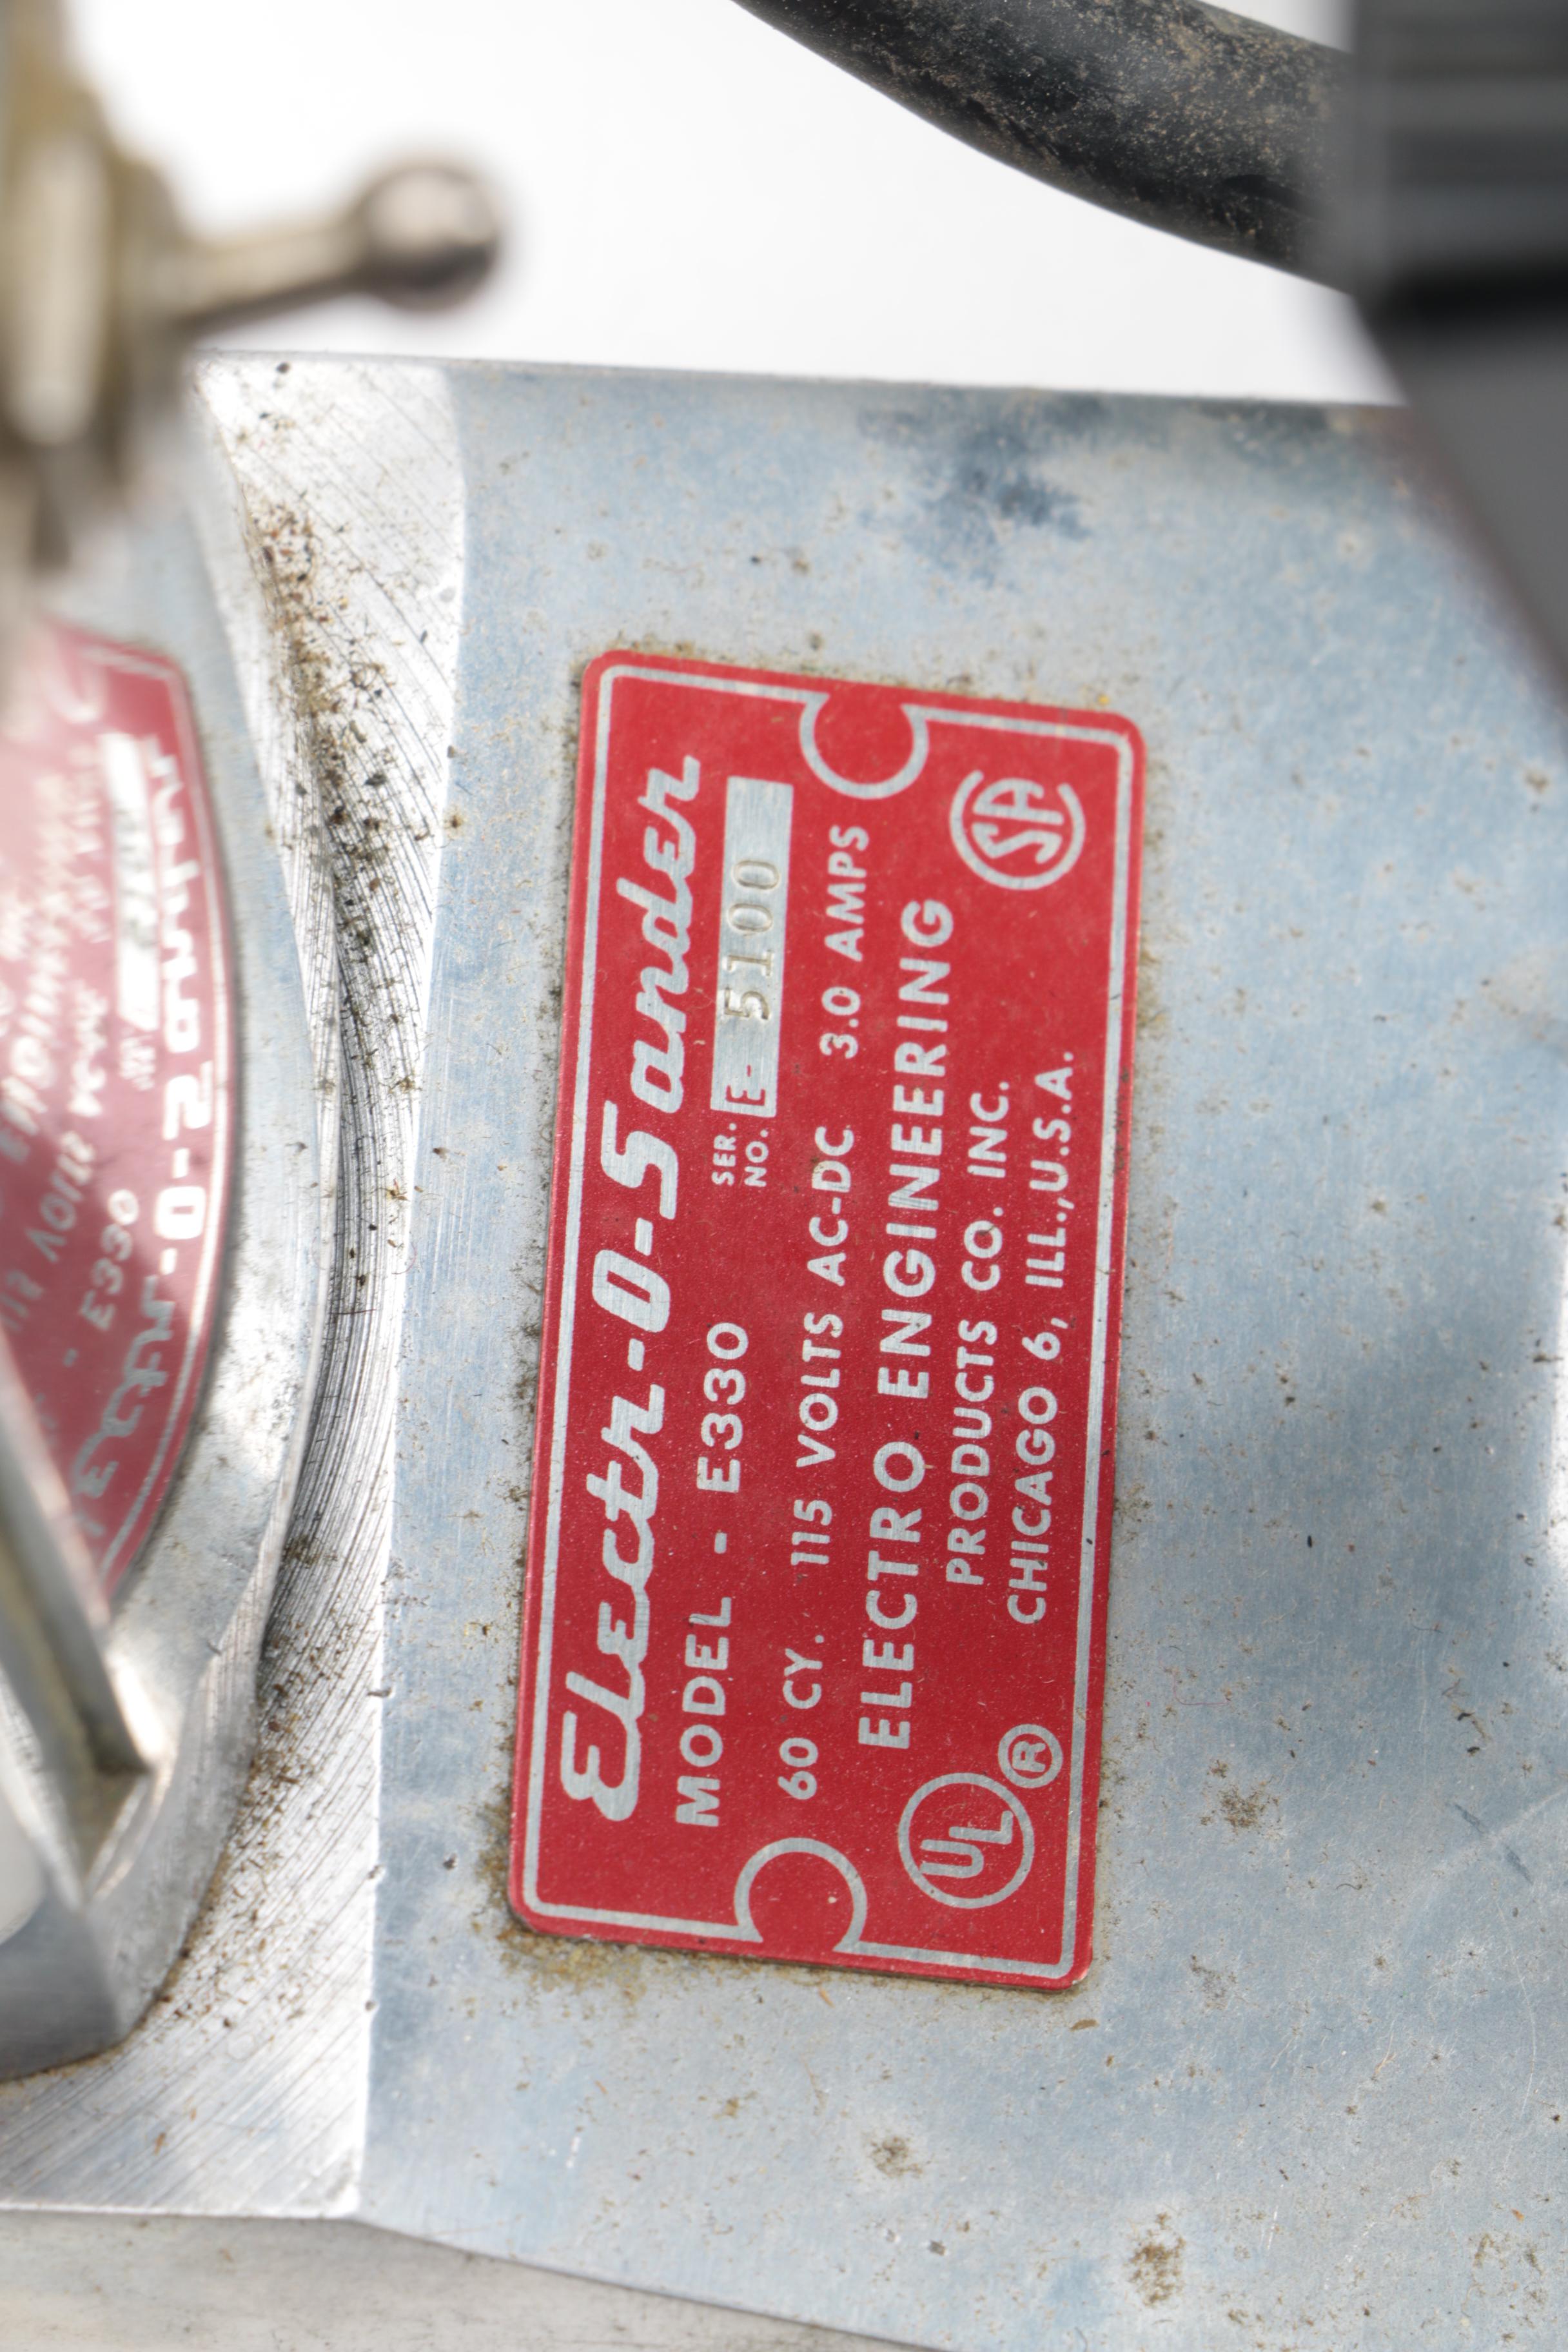 Electr-O-Sander
MODEL - E330
SER. NO. E- 5100
60 CY. 115 VOLTS AC-DC 3.0 AMPS
ELECTRO ENGINEERING
PRODUCTS CO. INC.
CHICAGO 6, ILL.,U.S.A.
UL ®
SA